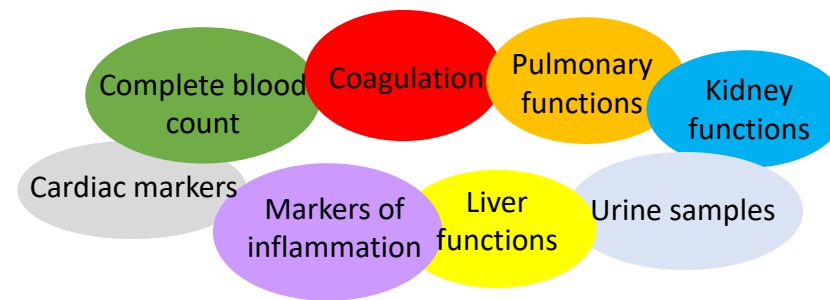 Complete blood
count
Coagulation
Pulmonary
functions
Kidney
functions
Cardiac markers
Markers of
inflammation
Liver
functions
Urine samples